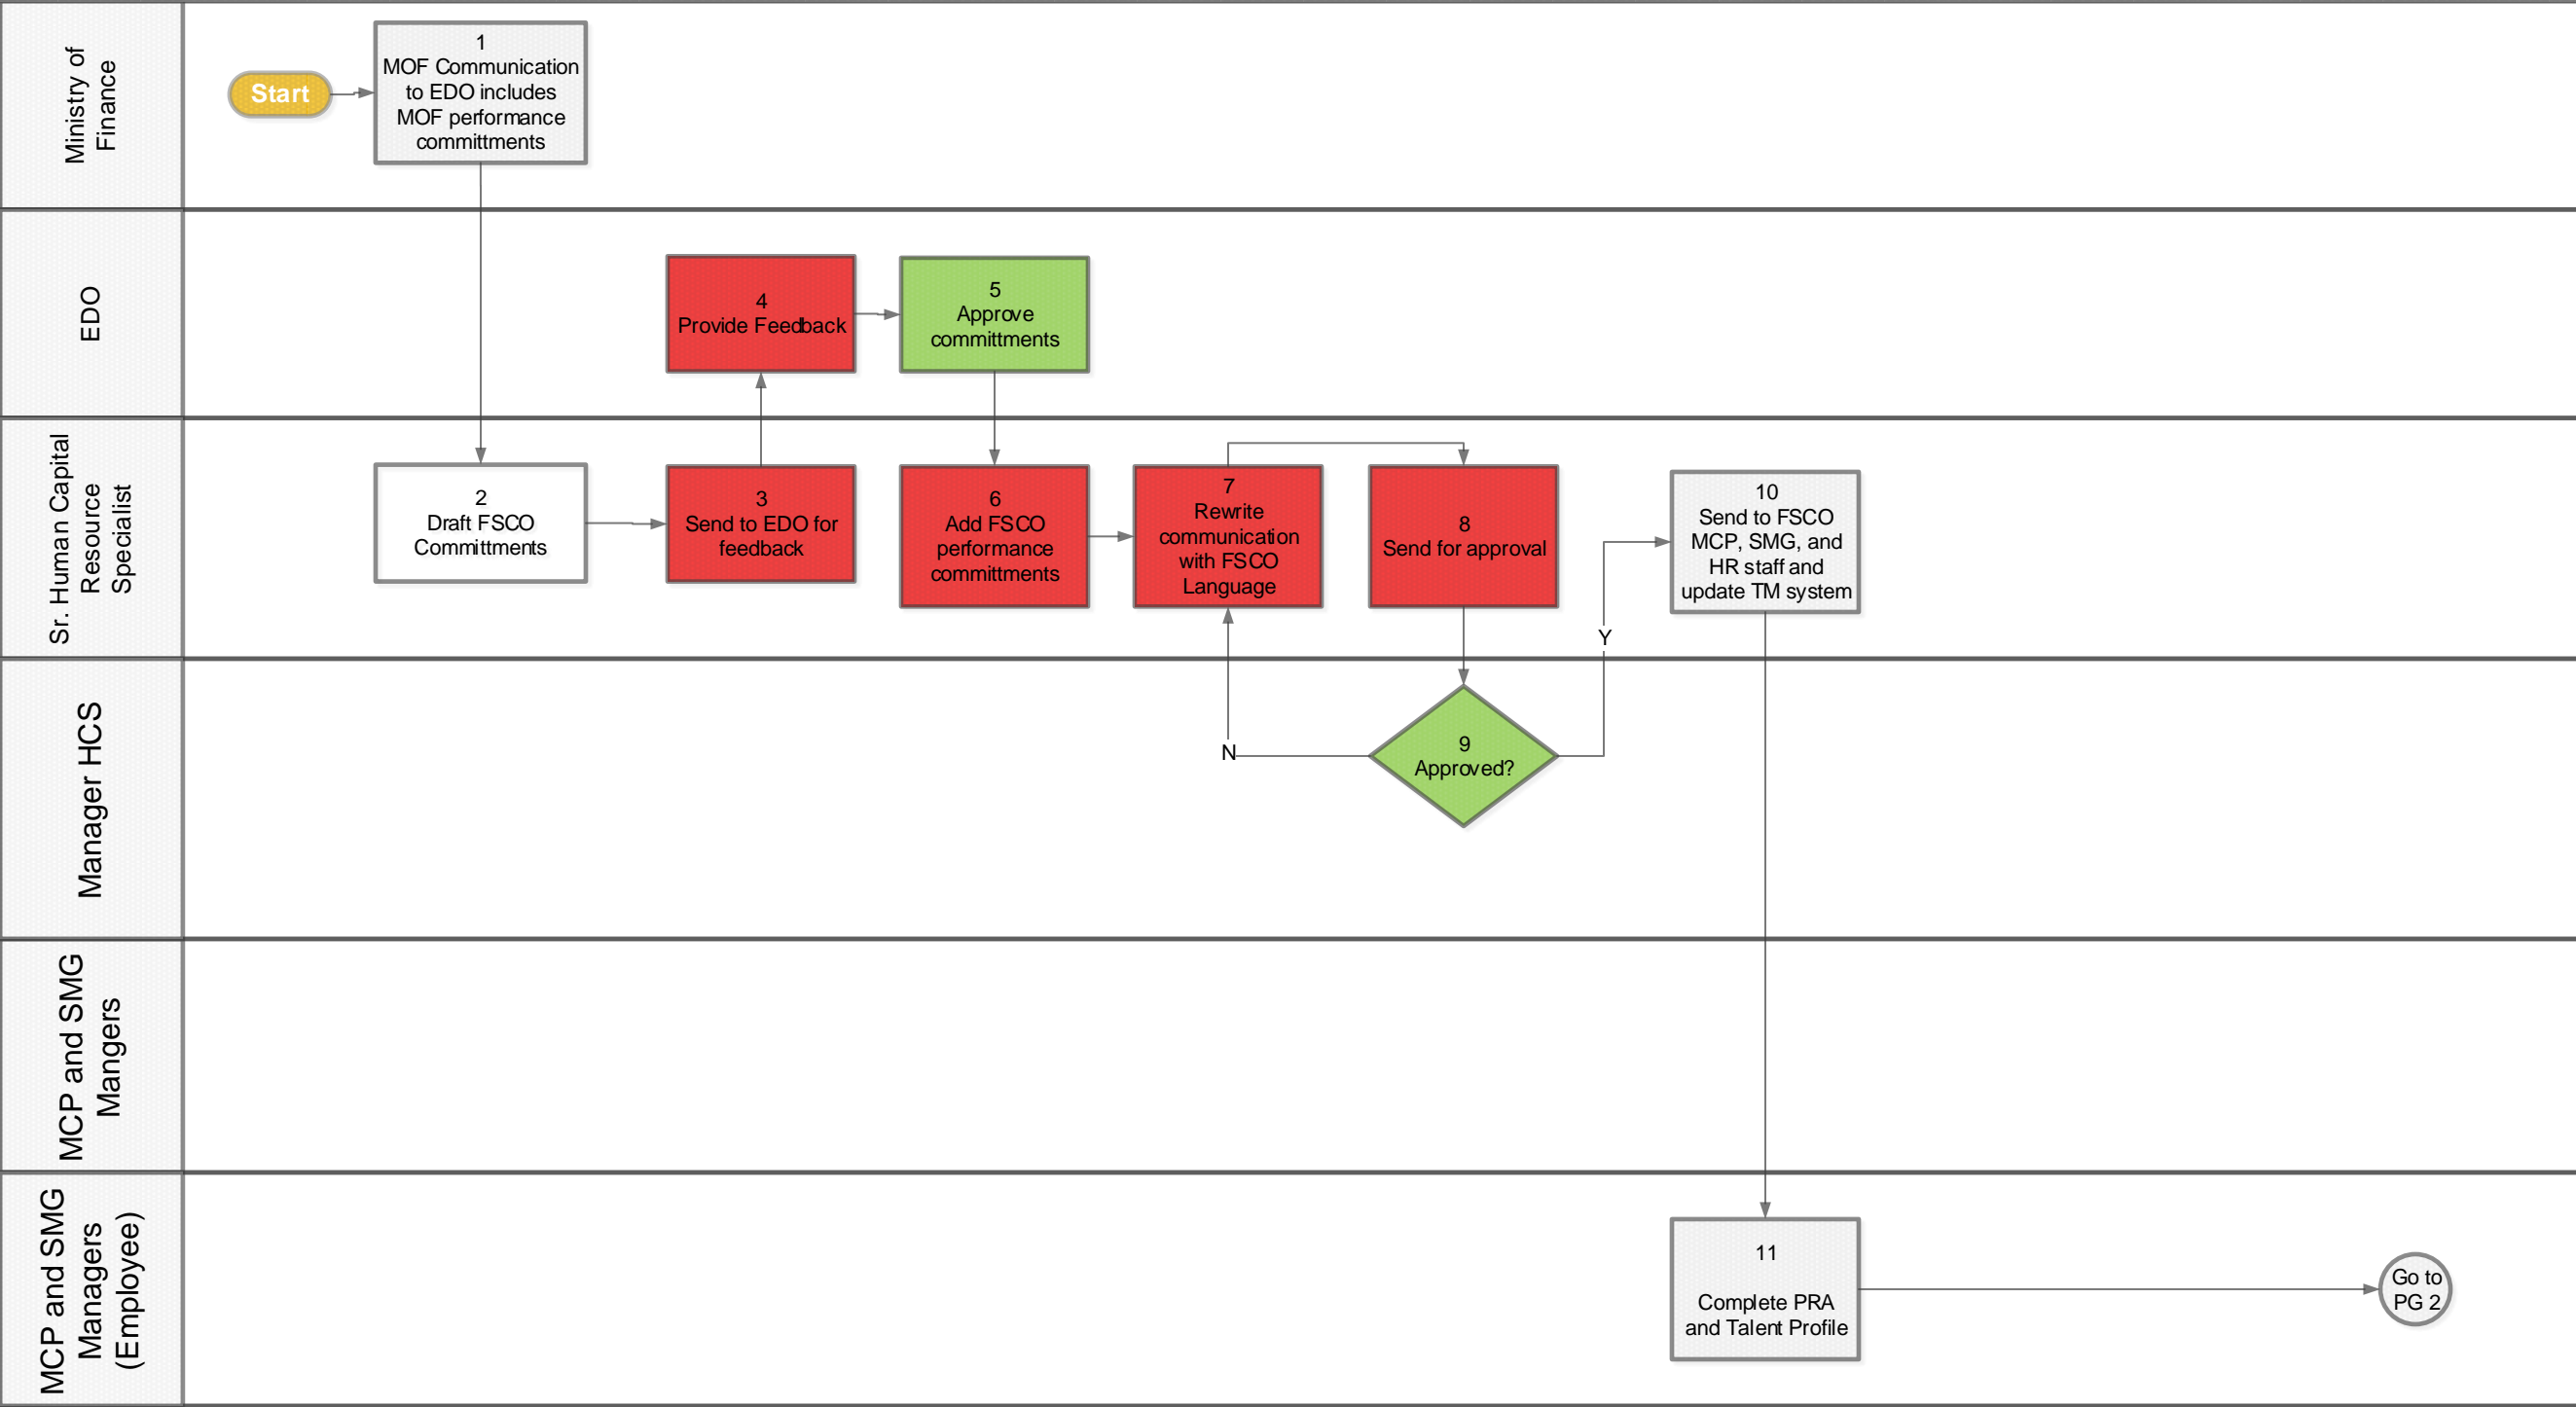 Ministry of
Finance
Start
1
MOF Communication
to EDO includes
MOF performance
committments
EDO
4
Provide Feedback
5
Approve
committments
Sr. Human Capital
Resource
Specialist
2
Draft FSCO
Committments
3
Send to EDO for
feedback
6
Add FSCO
performance
committments
7
Rewrite
communication
with FSCO
Language
8
Send for approval
10
Send to FSCO
MCP, SMG, and
HR staff and
update TM system
Y
Manager HCS
N
9
Approved?
MCP and SMG
Mangers
MCP and SMG
Managers
(Employee)
11
Complete PRA
and Talent Profile
Go to
PG 2